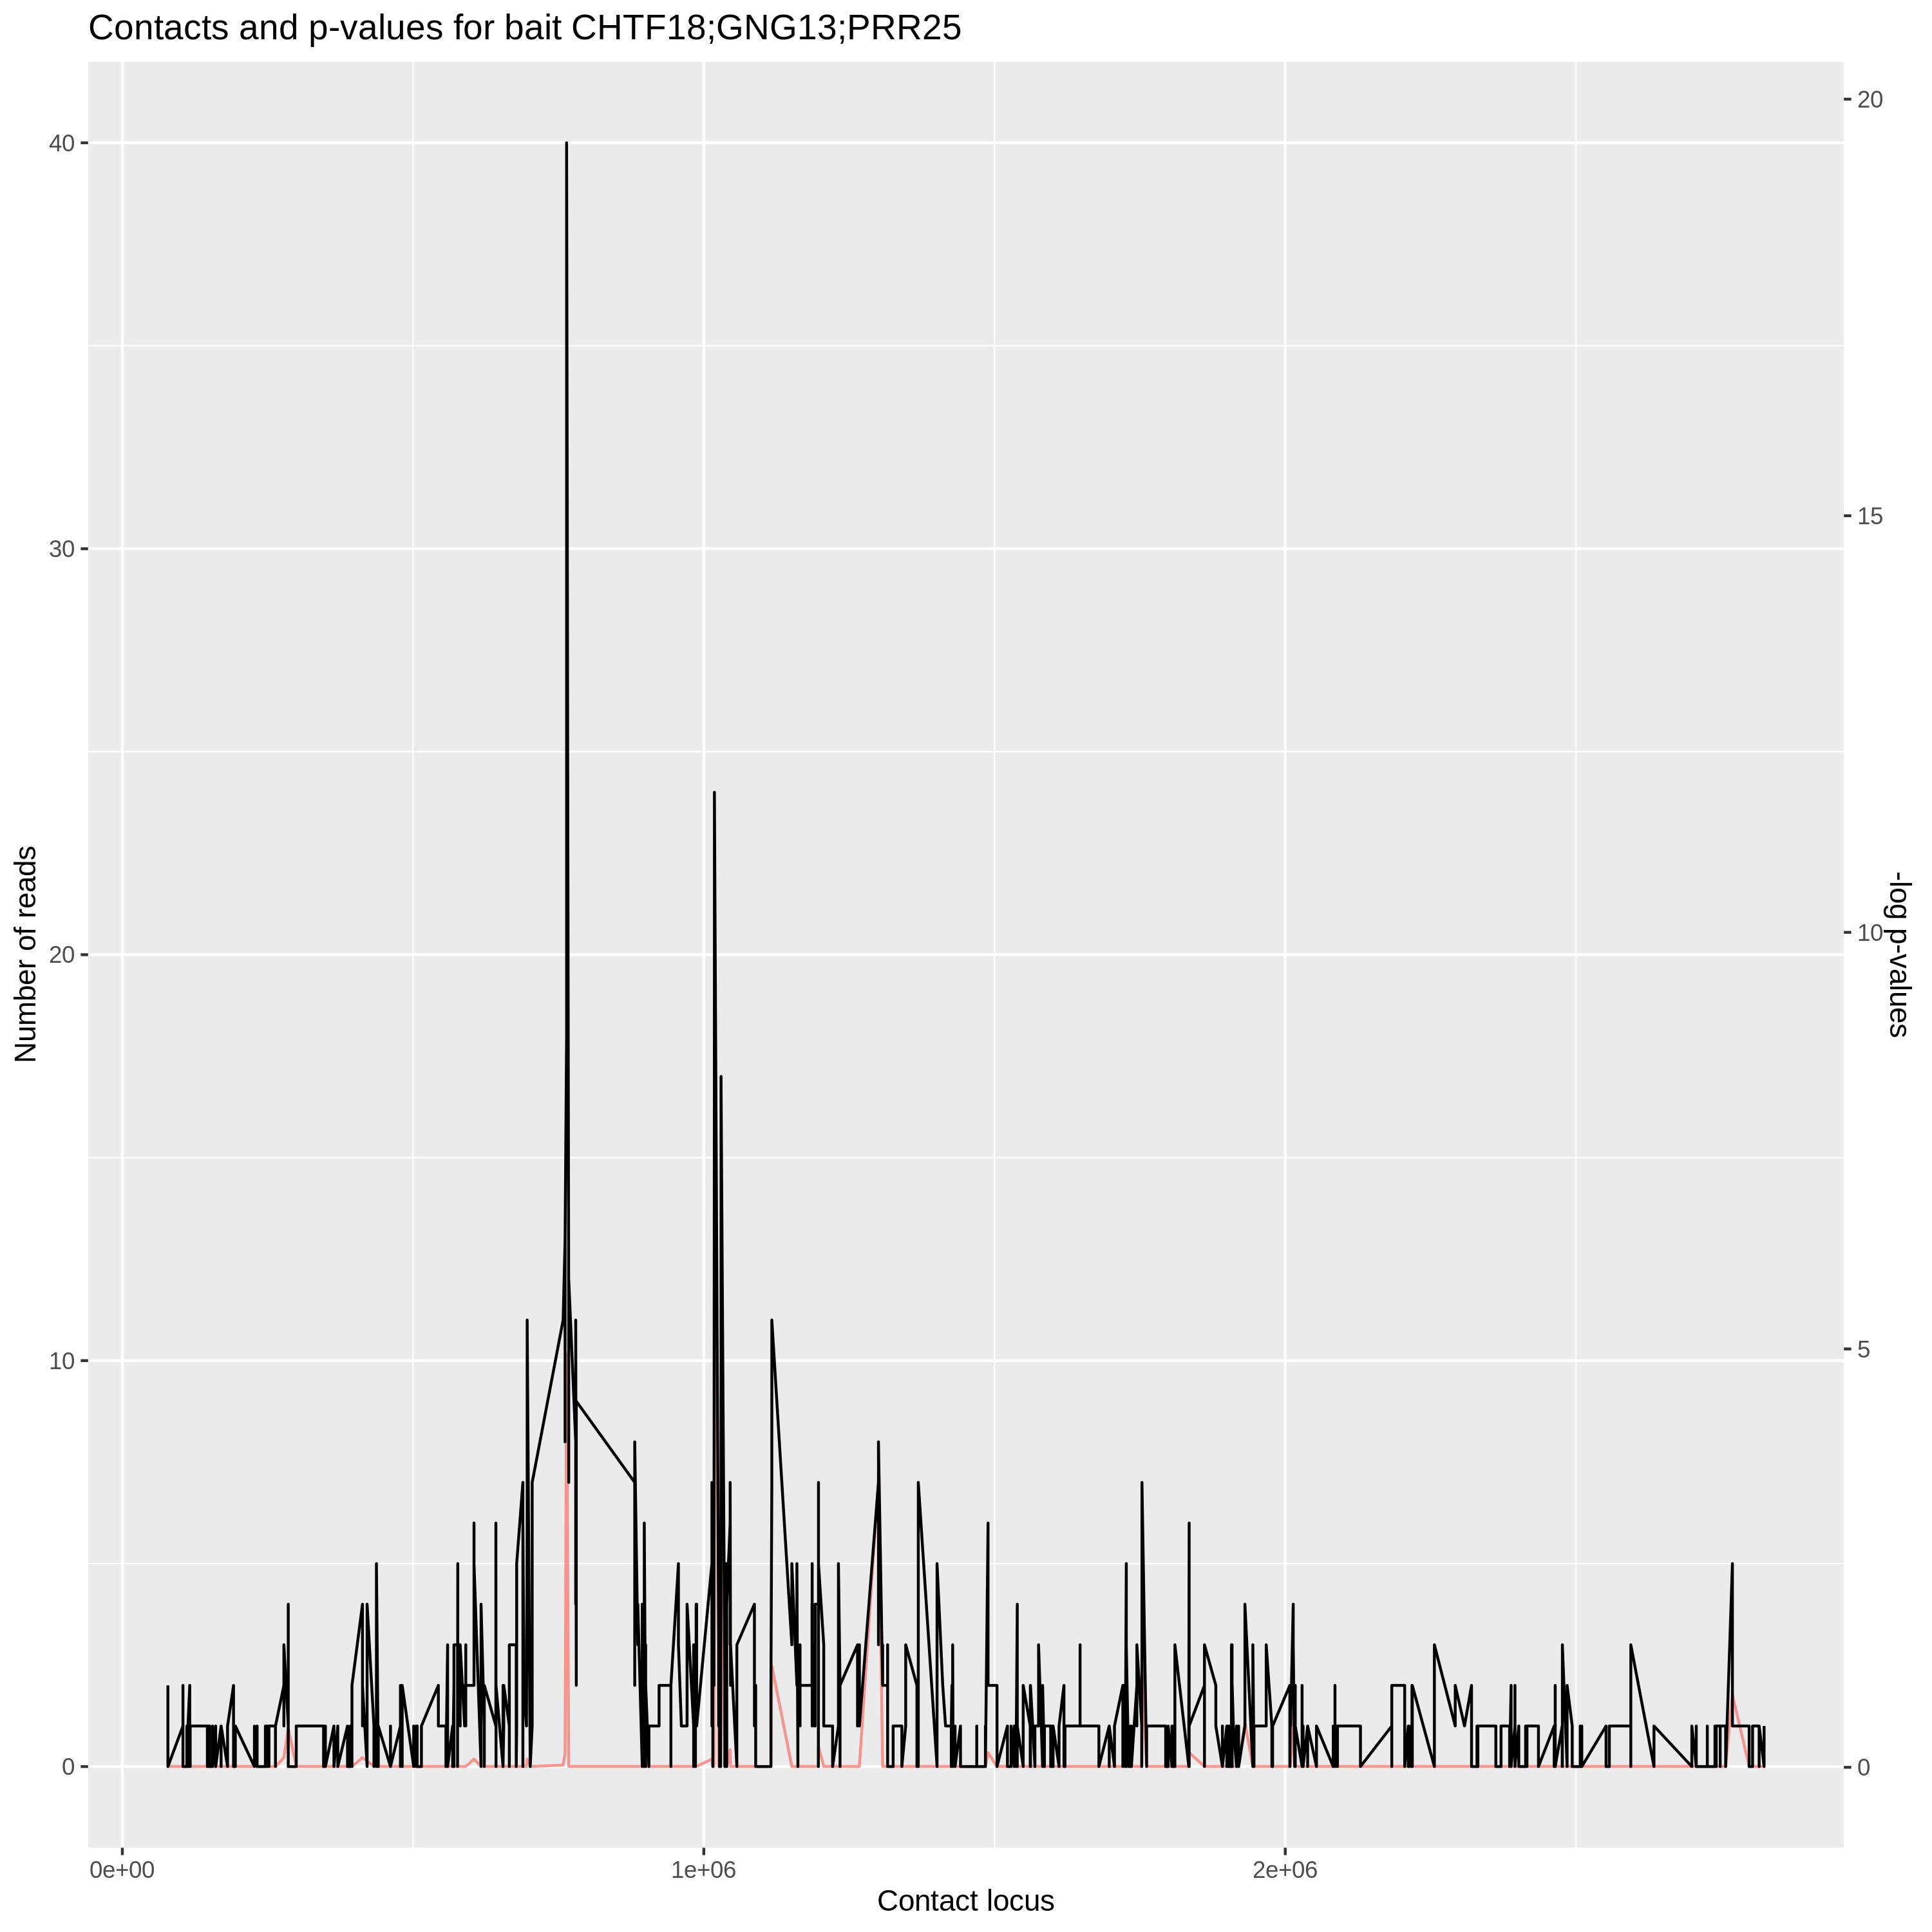 Contacts and p-values for bait CHTF18;GNG13;PRR25
40
30
20
10
0
Number of reads
20
15
10
5
0
-log p-values
0e+00
1e+06
2e+06
Contact locus